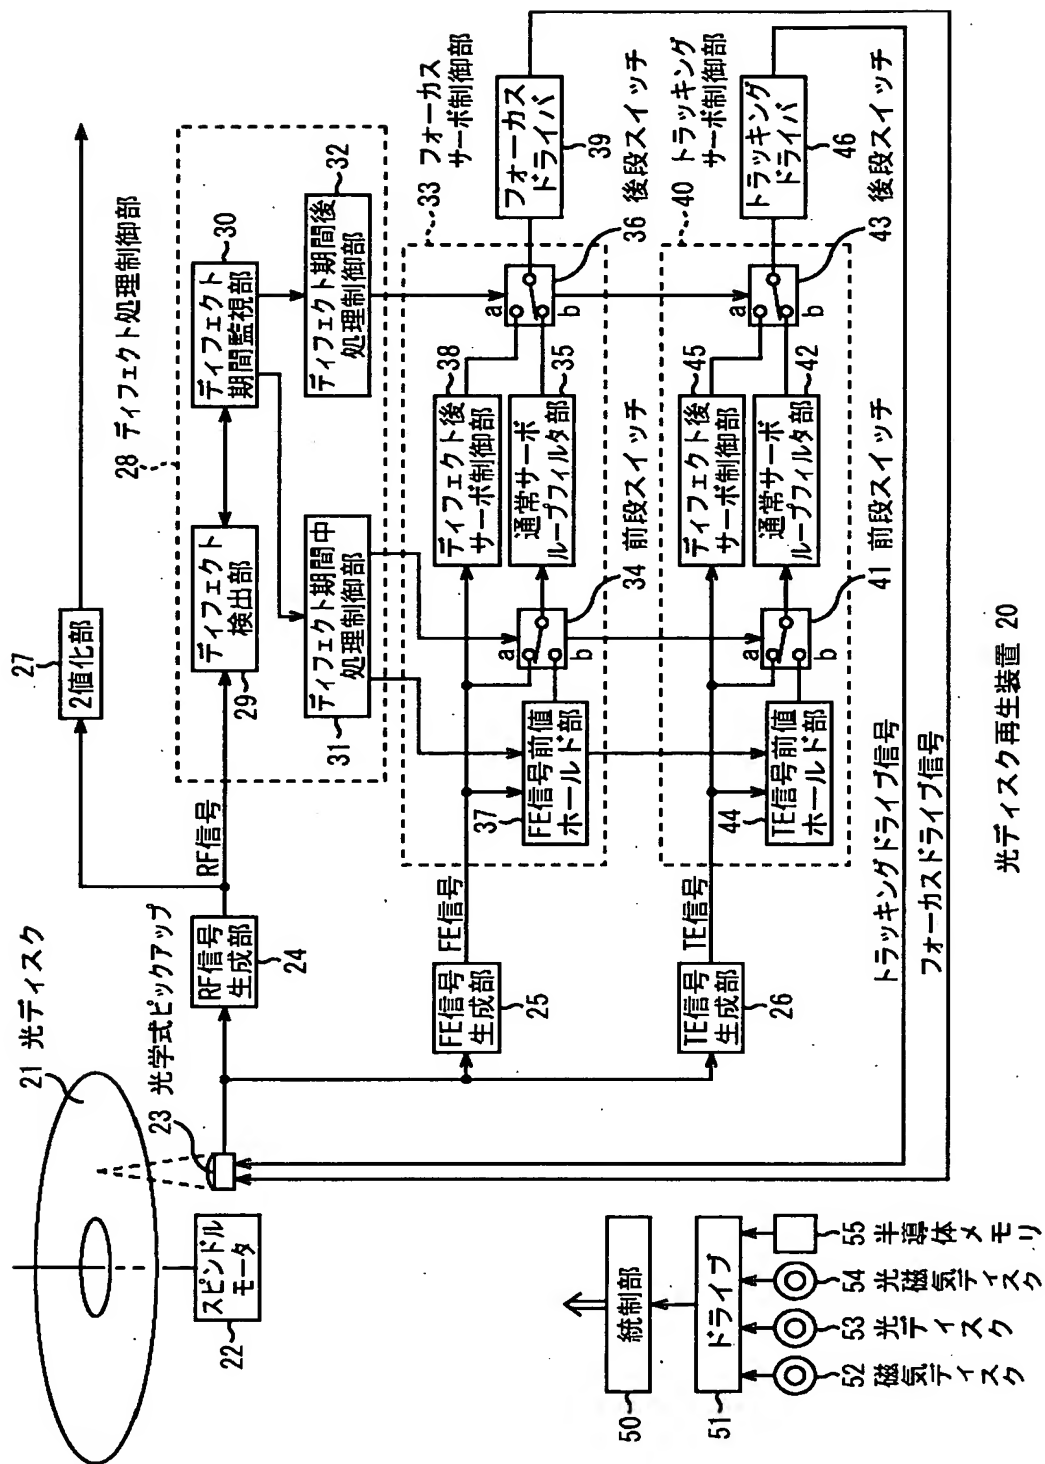 21 光ディスク
スピンドル
モータ
22
23 光学式ピックアップ
RF信号
生成部
24
RF信号
27
2値化部
28 ディフェクト処理制御部
ディフェクト
検出部
29
ディフェクト
期間監視部
30
ディフェクト期間中
処理制御部
31
ディフェクト期間後
処理制御部
32
33 フォーカス
サーボ制御部
FE信号
生成部
25
FE信号
FE信号前値
ホールド部
37
a
b
34 前段スイッチ
ディフェクト後
サーボ制御部
38
通常サーボ
ループフィルタ部
35
a
b
36 後段スイッチ
フォーカス
ドライバ
39
40 トラッキング
サーボ制御部
TE信号
生成部
26
TE信号
TE信号前値
ホールド部
44
a
b
41 前段スイッチ
ディフェクト後
サーボ制御部
45
通常サーボ
ループフィルタ部
42
a
b
43 後段スイッチ
トラッキング
ドライバ
46
トラッキングドライブ信号
フォーカスドライブ信号
統制部
50
ドライブ
51
52 磁気ディスク
53 光ディスク
54 光磁気ディスク
55 半導体メモリ
光ディスク再生装置 20